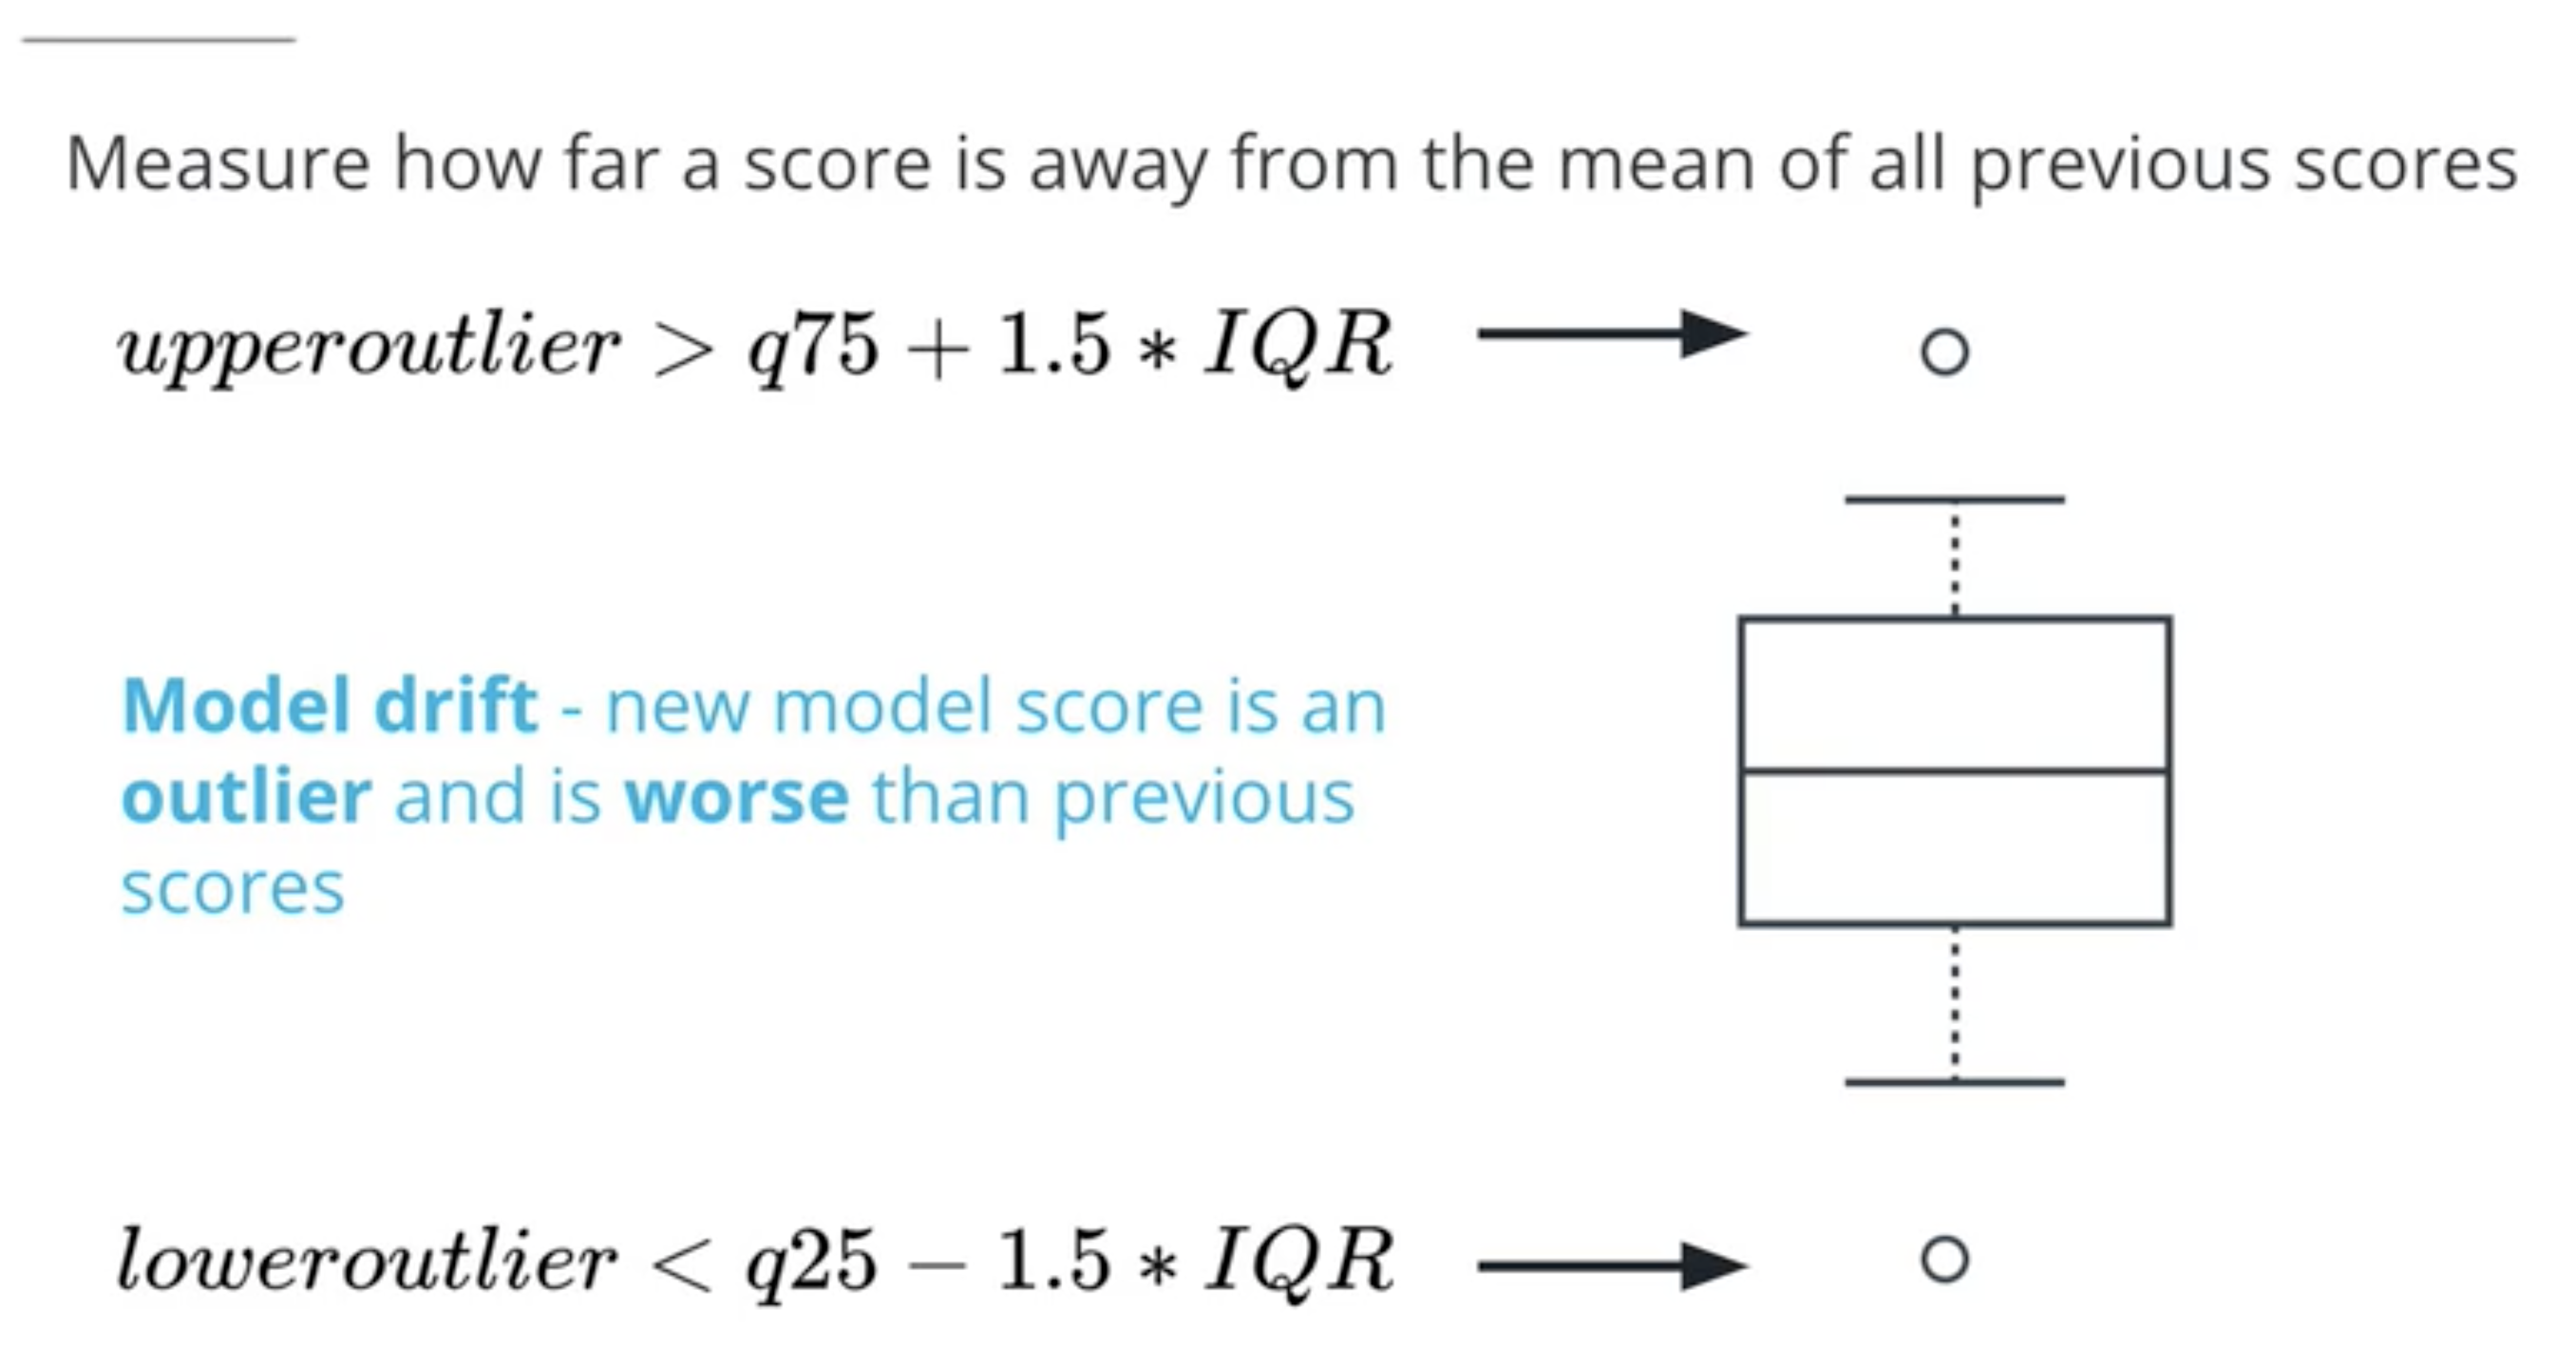 Measure how far a score is away from the mean of all previous scores
upperoutlier > q75 + 1.5 * IQR
Model drift - new model score is an
outlier and is worse than previous
scores
loweroutlier < q25 − 1.5 * IQR